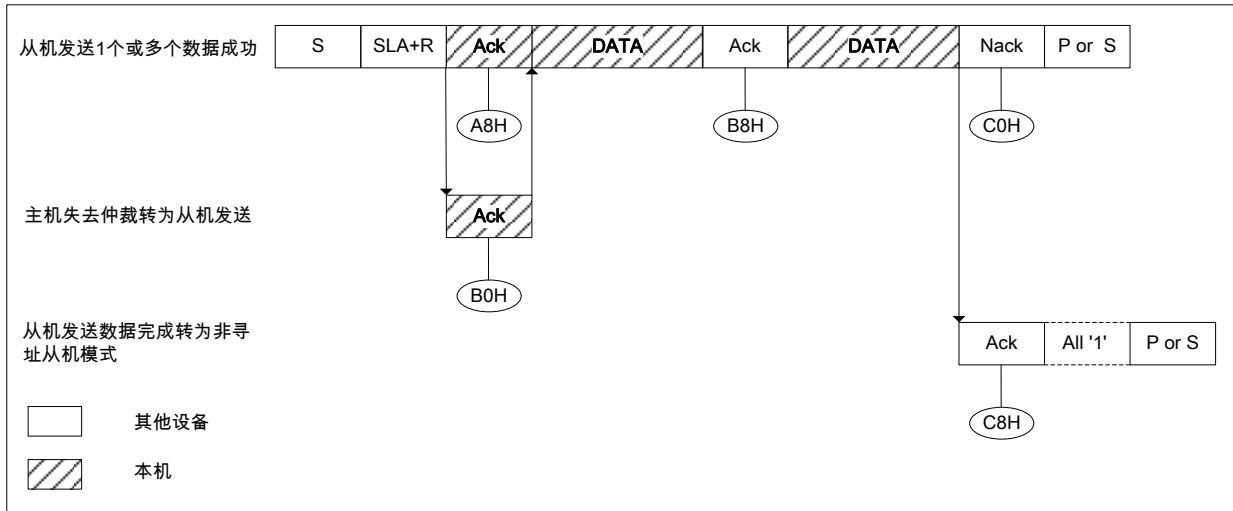 从机发送1个或多个数据成功
S
SLA+R
Ack
DATA
Ack
DATA
Nack
P or S
A8H
B8H
C0H
主机失去仲裁转为从机发送
Ack
B0H
从机发送数据完成转为非寻
址从机模式
Ack
All '1'
P or S
C8H
其他设备
本机